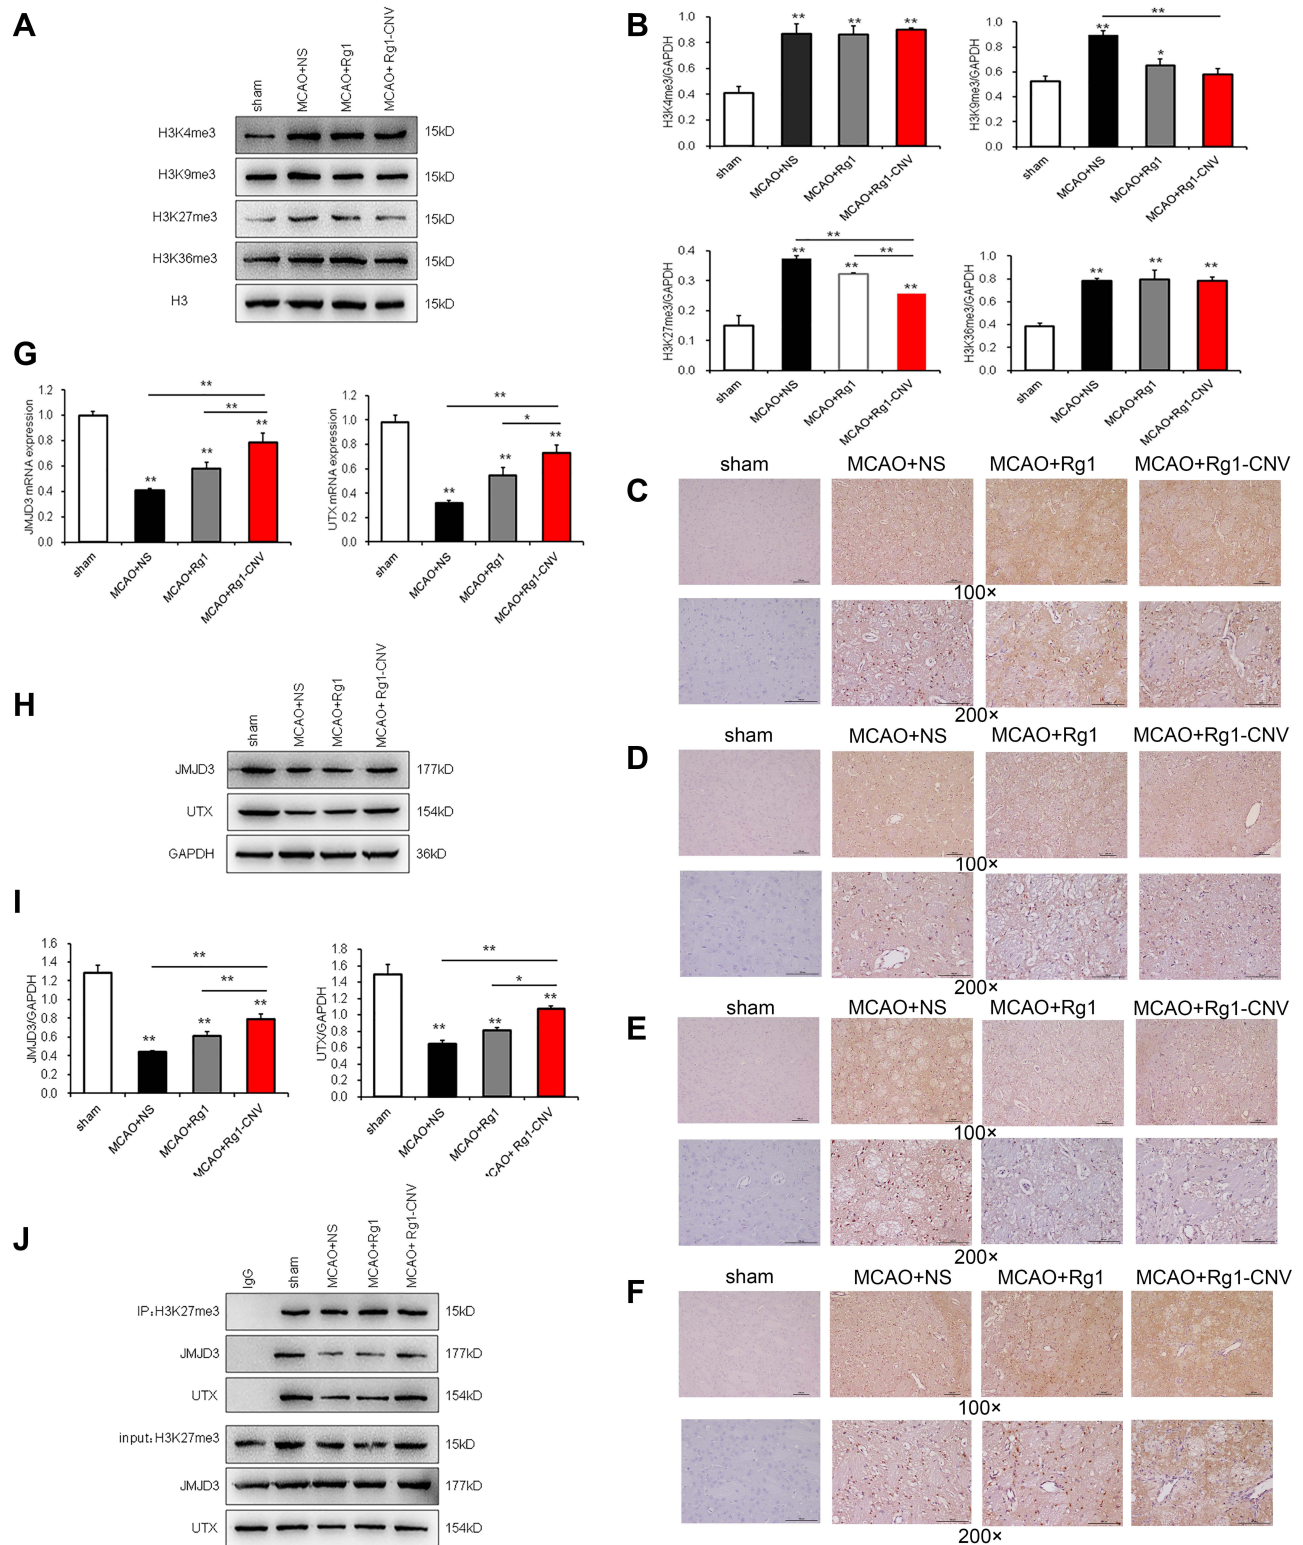 A
sham
MCAO+NS
MCAO+Rg1
MCAO+ Rg1-CNV
H3K4me3
15kD
H3K9me3
15kD
H3K27me3
15kD
H3K36me3
15kD
H3
15kD
B
H3K4me3/GAPDH
1.0
0.8
0.6
0.4
0.2
0.0
**
**
**
sham
MCAO+NS
MCAO+Rg1
MCAO+Rg1-CNV
H3K9me3/GAPDH
1.0
0.8
0.6
0.4
0.2
0.0
**
**
*
sham
MCAO+NS
MCAO+Rg1
MCAO+Rg1-CNV
H3K27me3/GAPDH
0.4
0.3
0.2
0.1
0.0
**
**
**
**
**
sham
MCAO+NS
MCAO+Rg1
MCAO+Rg1-CNV
H3K36me3/GAPDH
1.0
0.8
0.6
0.4
0.2
0.0
**
**
**
sham
MCAO+NS
MCAO+Rg1
MCAO+Rg1-CNV
G
JMJD3 mRNA expression
1.2
1.0
0.8
0.6
0.4
0.2
0.0
**
**
**
**
**
sham
MCAO+NS
MCAO+Rg1
MCAO+Rg1-CNV
UTX mRNA expression
1.2
1.0
0.8
0.6
0.4
0.2
0.0
**
*
**
**
**
sham
MCAO+NS
MCAO+Rg1
MCAO+Rg1-CNV
C
sham
MCAO+NS
MCAO+Rg1
MCAO+Rg1-CNV
100×
200×
H
sham
MCAO+NS
MCAO+Rg1
MCAO+ Rg1-CNV
JMJD3
177kD
UTX
154kD
GAPDH
36kD
D
sham
MCAO+NS
MCAO+Rg1
MCAO+Rg1-CNV
100×
200×
I
JMJD3/GAPDH
1.6
1.4
1.2
1.0
0.8
0.6
0.4
0.2
0.0
**
**
**
**
**
sham
MCAO+NS
MCAO+Rg1
MCAO+Rg1-CNV
UTX/GAPDH
1.8
1.6
1.4
1.2
1.0
0.8
0.6
0.4
0.2
0.0
**
*
**
**
**
sham
MCAO+NS
MCAO+Rg1
CAO+ Rg1-CNV
E
sham
MCAO+NS
MCAO+Rg1
MCAO+Rg1-CNV
100×
200×
J
IgG
sham
MCAO+NS
MCAO+Rg1
MCAO+ Rg1-CNV
IP:H3K27me3
15kD
JMJD3
177kD
UTX
154kD
input:H3K27me3
15kD
JMJD3
177kD
UTX
154kD
F
sham
MCAO+NS
MCAO+Rg1
MCAO+Rg1-CNV
100×
200×